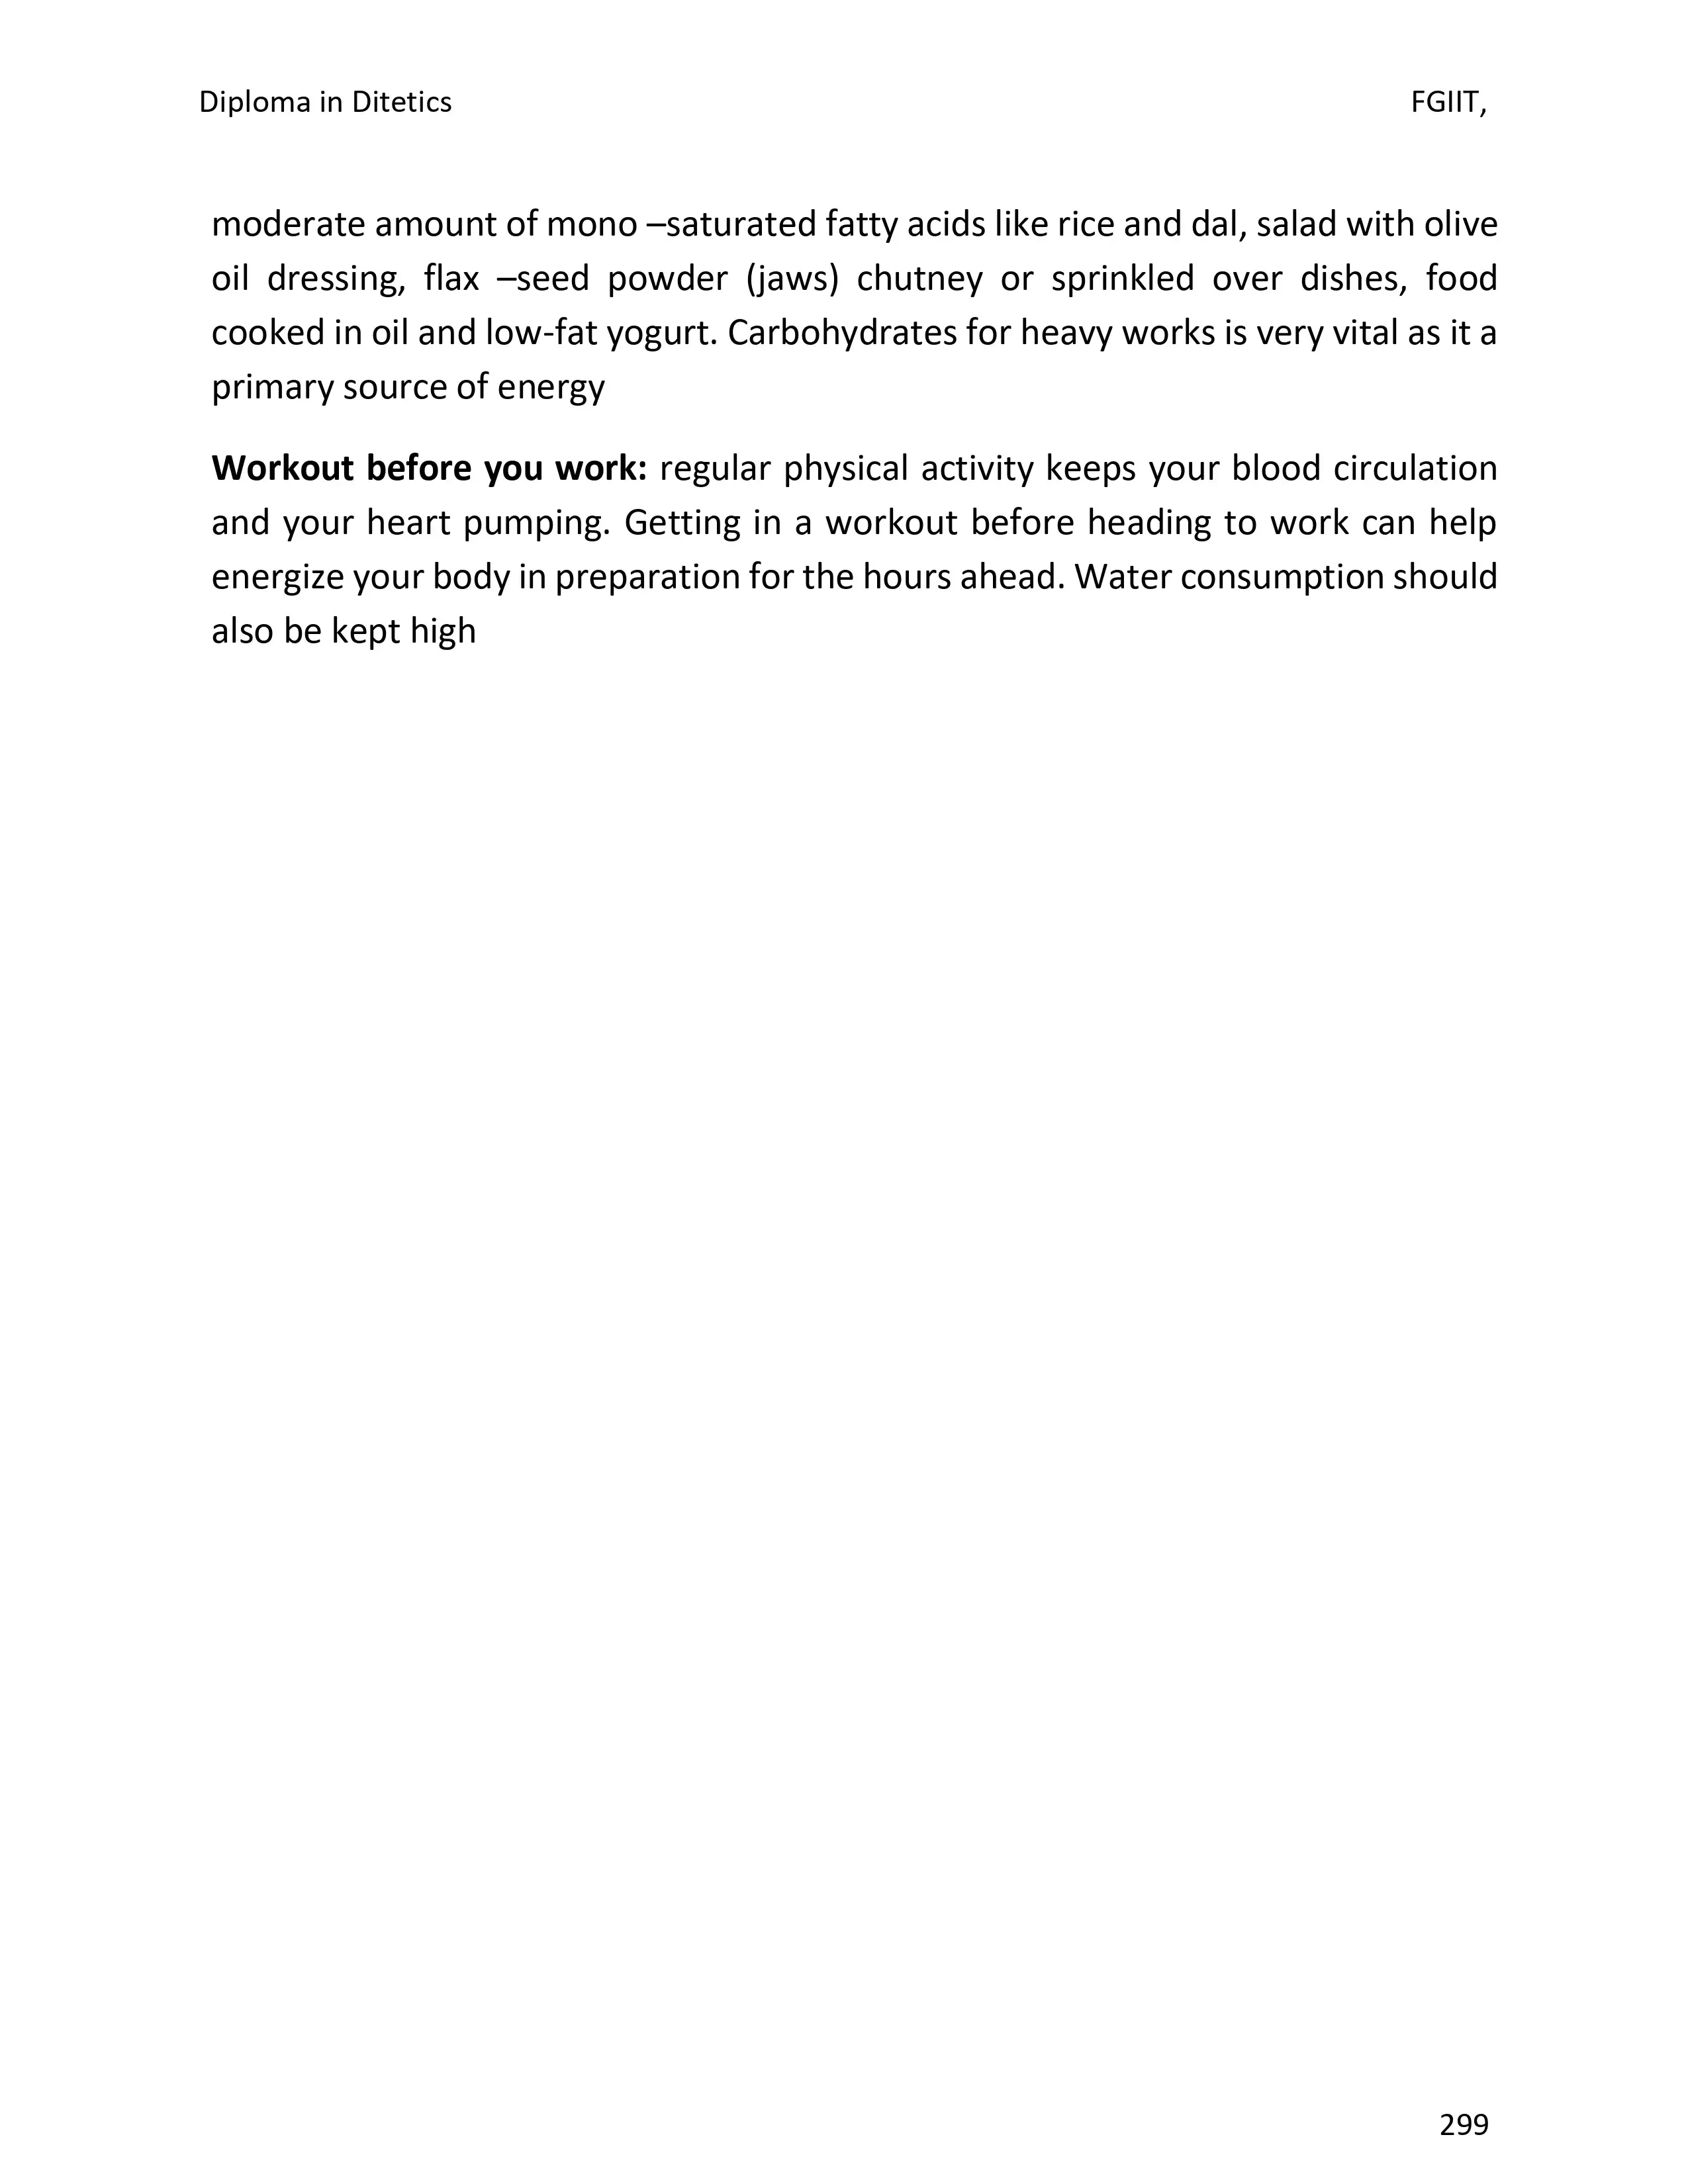 Diploma in Ditetics FGIIT,
moderate amount of mono –saturated fatty acids like rice and dal, salad with olive
oil dressing, flax –seed powder (jaws) chutney or sprinkled over dishes, food
cooked in oil and low-fat yogurt. Carbohydrates for heavy works is very vital as it a
primary source of energy
Workout before you work: regular physical activity keeps your blood circulation
and your heart pumping. Getting in a workout before heading to work can help
energize your body in preparation for the hours ahead. Water consumption should
also be kept high
299